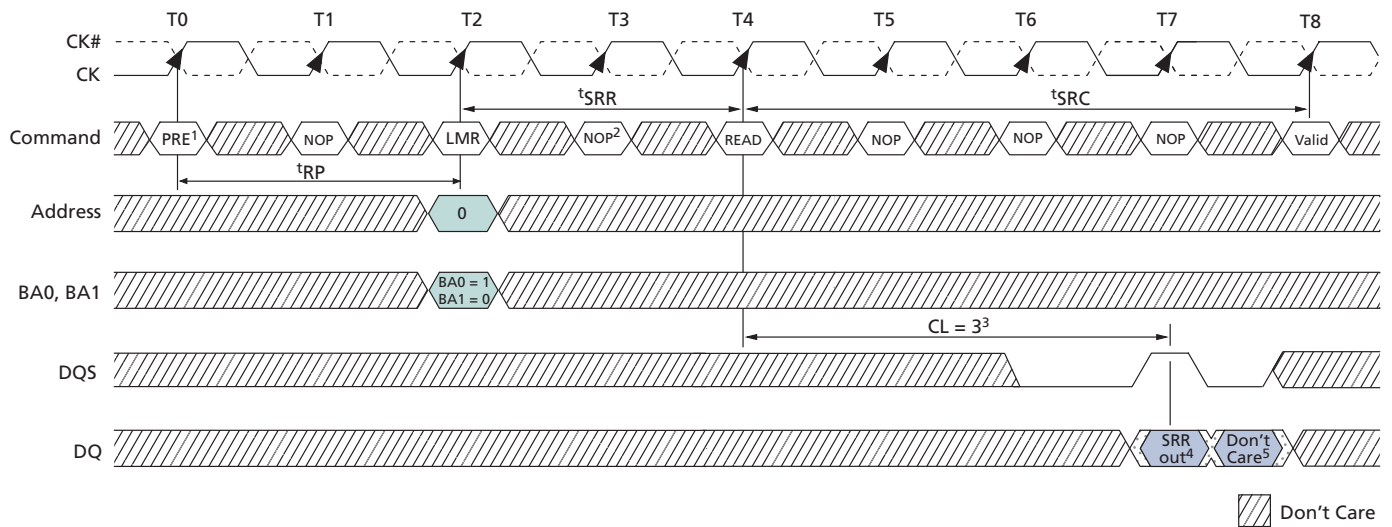 T0 T1 T2 T3 T4 T5 T6 T7 T8
CK#
CK
tSRR tSRC
Command PRE1 NOP LMR NOP2 READ NOP NOP NOP Valid
tRP
Address 0
BA0, BA1 BA0 = 1
BA1 = 0
CL = 33
DQS
DQ SRR out4 Don't Care5
Don't Care